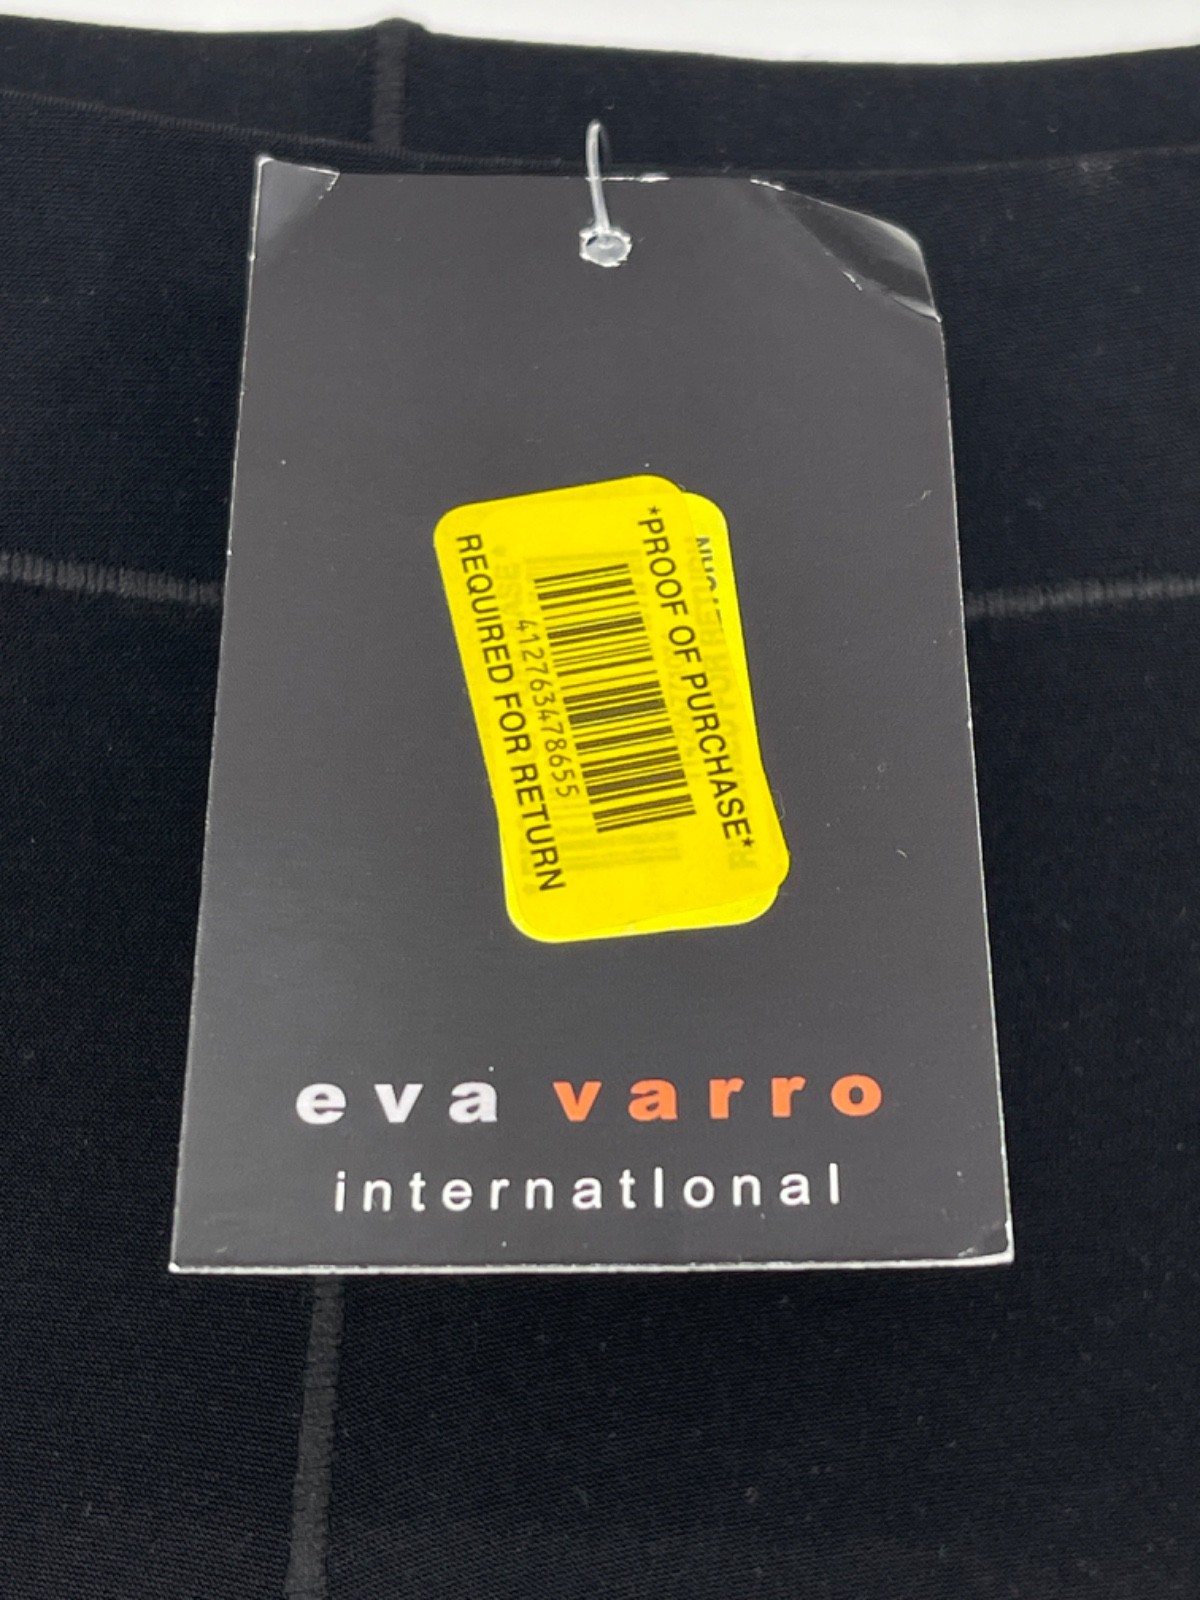 *PROOF OF PURCHASE*
412763478655
REQUIRED FOR RETURN
eva varro
international